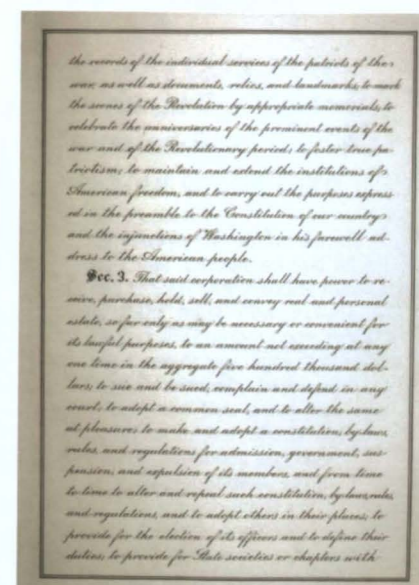 the records of the individual services of the patriots of the
war, as well as documents, relics, and landmarks; to mark
the scenes of the Revolution by appropriate memorials; to
celebrate the anniversaries of the prominent events of the
war and of the Revolutionary period; to foster true pa-
triotism; to maintain and extend the institutions of
American freedom, and to carry out the purposes express-
ed in the preamble to the Constitution of our country
and the injunctions of Washington in his farewell ad-
dress to the American people.
Sec. 3. That said corporation shall have power to re-
ceive, purchase, hold, sell, and convey real and personal
estate, so far only as may be necessary or convenient for
its lawful purposes, to an amount not exceeding at any
one time in the aggregate five hundred thousand dol-
lars; to sue and be sued, complain and defend in any
court; to adopt a common seal, and to alter the same
at pleasure; to make and adopt a constitution, by-laws,
rules, and regulations for admission, government, sus-
pension, and expulsion of its members, and from time
to time to alter and repeal such constitution, by-laws, rules,
and regulations, and to adopt others in their places; to
provide for the election of its officers and to define their
duties; to provide for State societies or chapters with